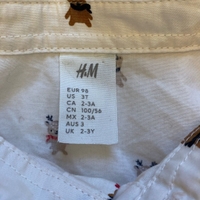 H&M
EUR 98
US 3T
CA 2-3A
CN 100/56
MX 2-3A
AUS 3
UK 2-3Y